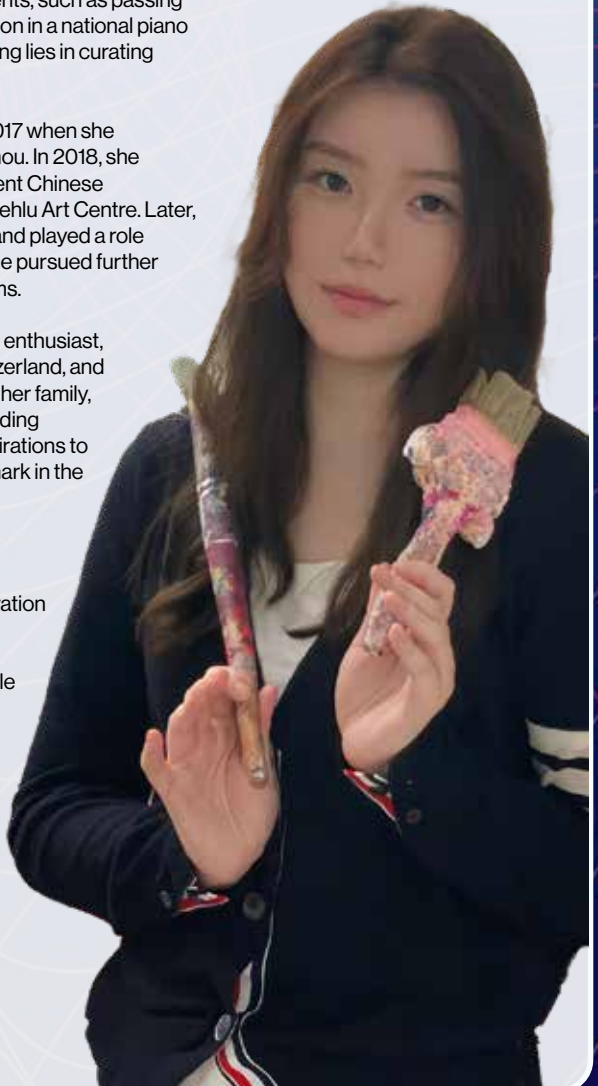 ents, such as passing
on in a national piano
ng lies in curating
017 when she
ou. In 2018, she
ent Chinese
ehlu Art Centre. Later,
and played a role
e pursued further
ns.
enthusiast,
zerland, and
her family,
ding
irations to
ark in the
ation
le